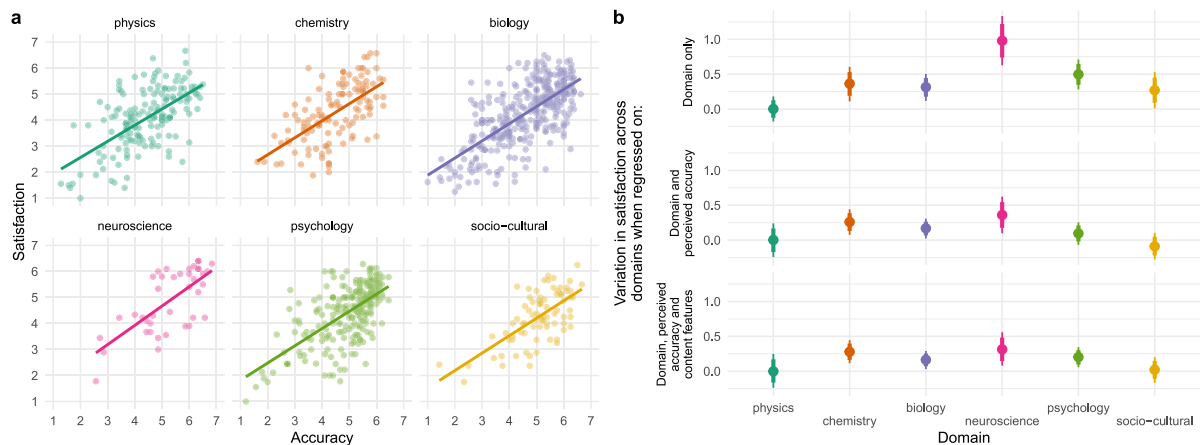 a
physics
chemistry
biology
7
6
5
4
3
2
1
neuroscience
psychology
socio−cultural
7
6
5
4
3
2
1
1 2 3 4 5 6 7
1 2 3 4 5 6 7
1 2 3 4 5 6 7
Satisfaction
Accuracy
b
Variation in satisfaction across
domains when regressed on:
Domain only
1.0
0.5
0.0
Domain and
perceived accuracy
1.0
0.5
0.0
Domain, perceived
accuracy and
content features
1.0
0.5
0.0
physics
chemistry
biology
neuroscience
psychology
socio−cultural
Domain